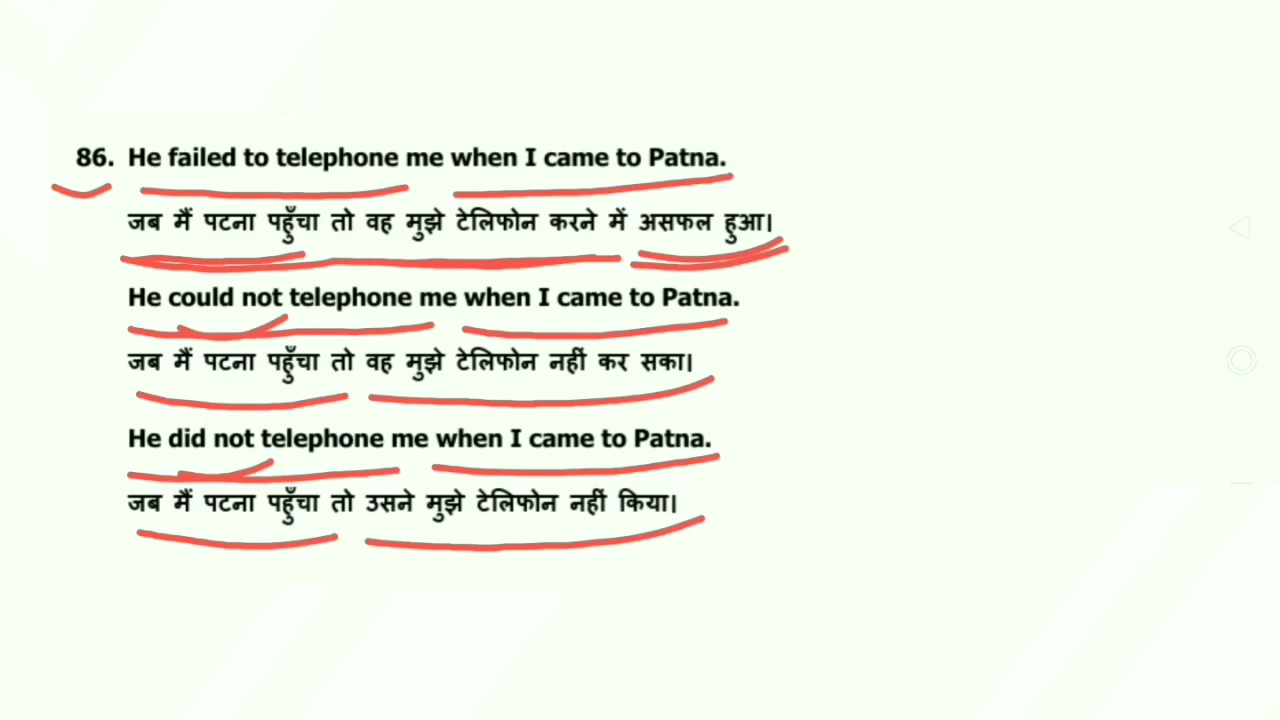 86. He failed to telephone me when I came to Patna.
जब मैं पटना पहुँचा तो वह मुझे टेलिफोन करने में असफल हुआ।
He could not telephone me when I came to Patna.
जब मैं पटना पहुँचा तो वह मुझे टेलिफोन नहीं कर सका।
He did not telephone me when I came to Patna.
जब मैं पटना पहुँचा तो उसने मुझे टेलिफोन नहीं किया।